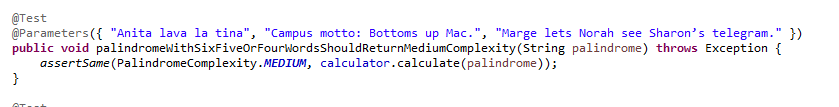 @Test
@Parameters({ "Anita lava la tina", "Campus motto: Bottoms up Mac.", "Marge lets Norah see Sharon’s telegram." })
public void palindromeWithSixFiveOrFourWordsShouldReturnMediumComplexity(String palindrome) throws Exception {
    assertSame(PalindromeComplexity.MEDIUM, calculator.calculate(palindrome));
}
@Test